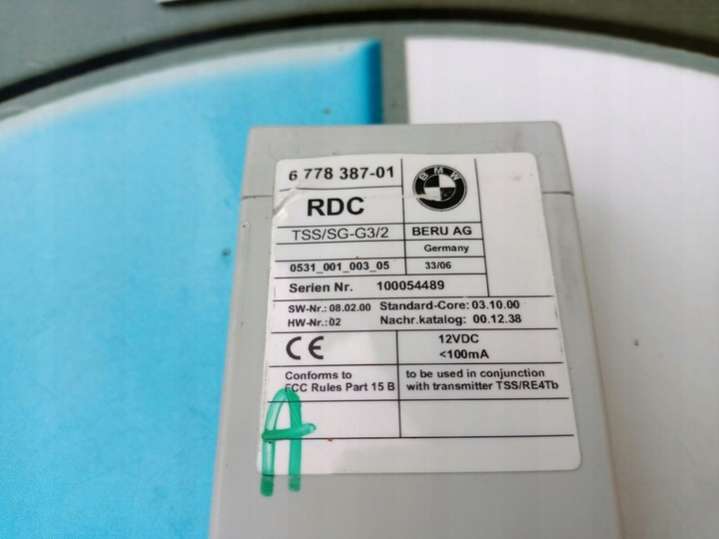 6 778 387-01
BMW
RDC
TSS/SG-G3/2
BERU AG
Germany
0531_001_003_05
33/06
Serien Nr. 100054489
SW-Nr.: 08.02.00 Standard-Core: 03.10.00
HW-Nr.: 02 Nachr.katalog: 00.12.38
CE
12VDC
<100mA
Conforms to
FCC Rules Part 15 B
to be used in conjunction
with transmitter TSS/RE4Tb
A